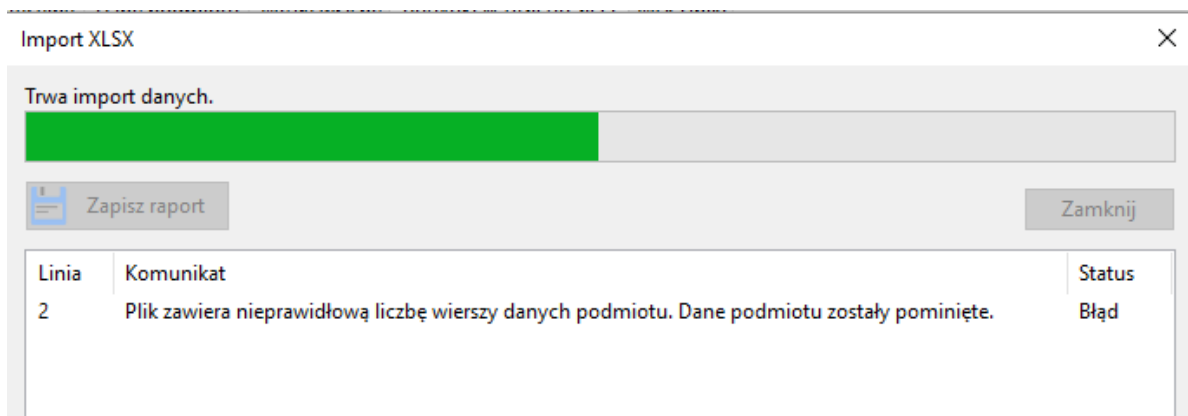 Import XLSX
Trwa import danych.
Zapisz raport
Zamknij
Linia Komunikat Status
2 Plik zawiera nieprawidłową liczbę wierszy danych podmiotu. Dane podmiotu zostały pominięte. Błąd